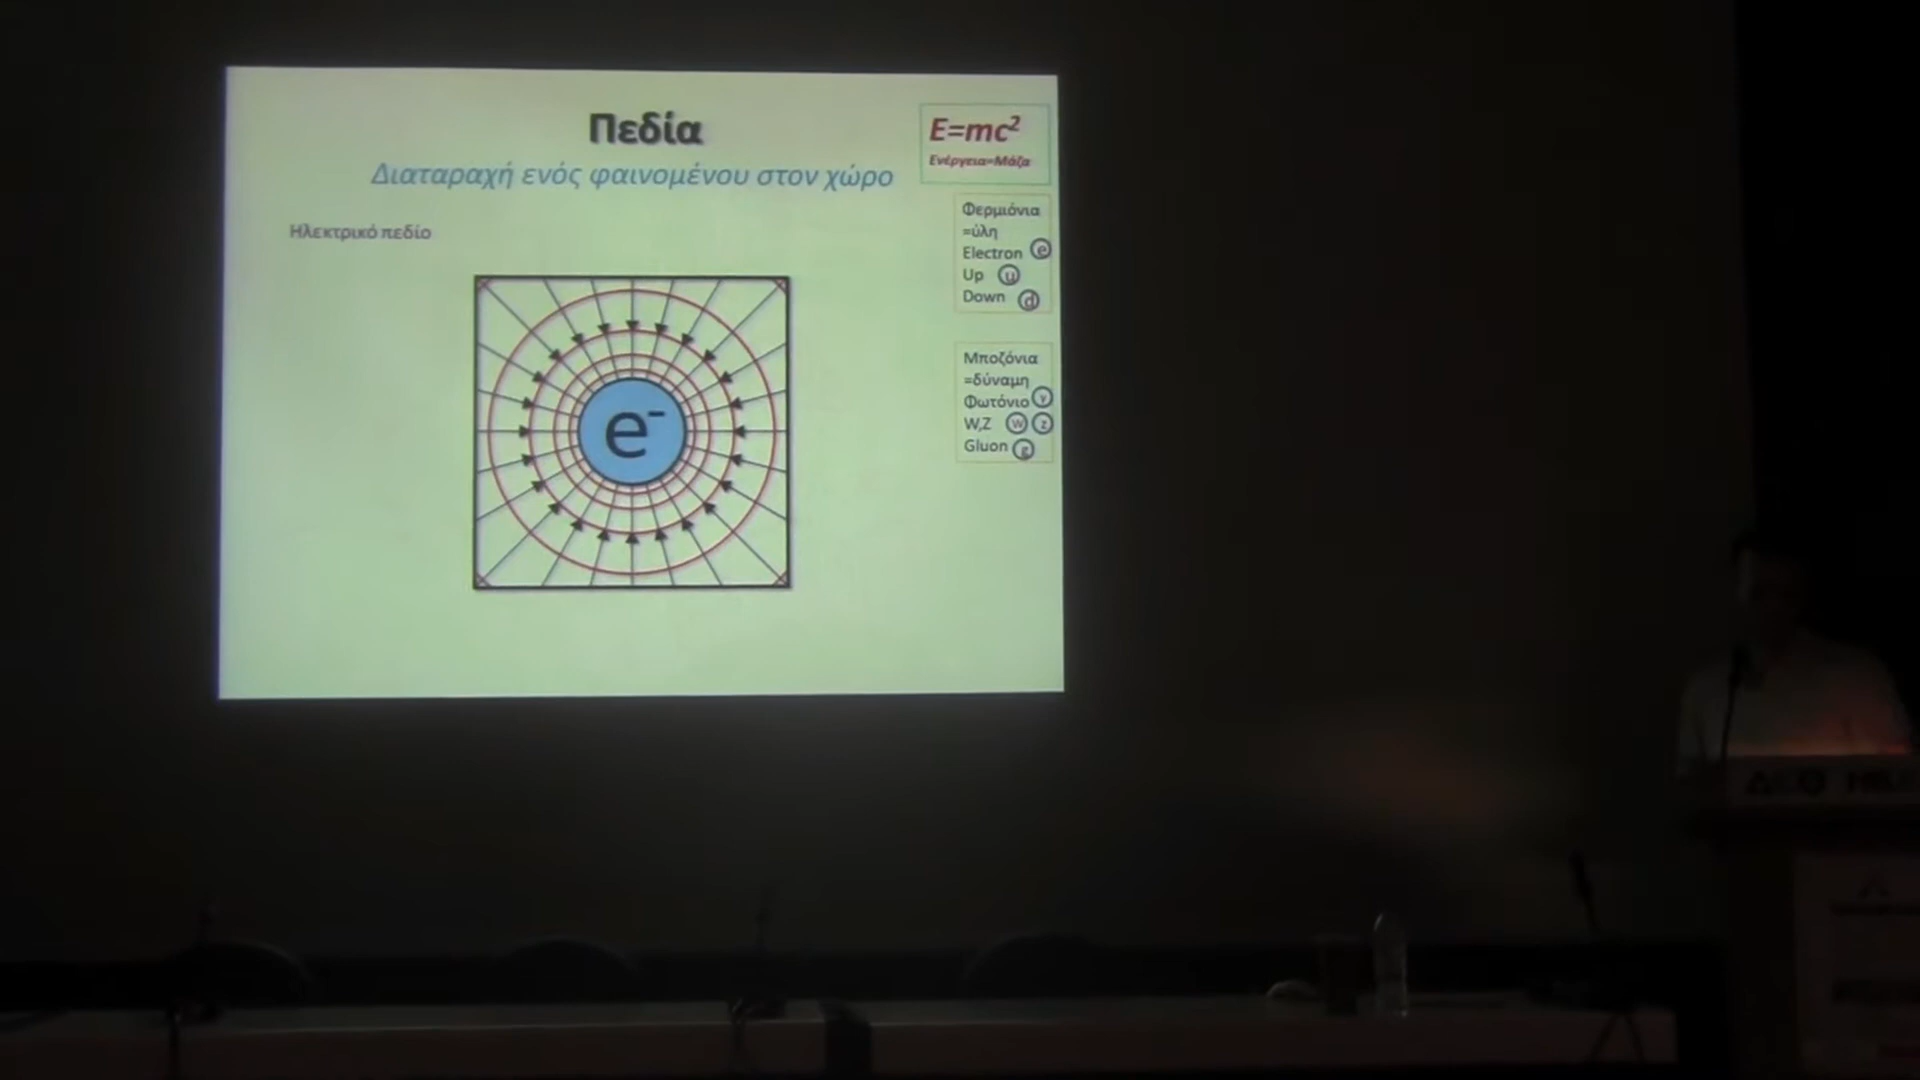 Πεδία
Διαταραχή ενός φαινομένου στον χώρο
Ηλεκτρικό πεδίο
e⁻
E=mc²
Ενέργεια=Μάζα
Φερμιόνια
=ύλη
Electron e
Up u
Down d
Μποζόνια
=δύναμη
Φωτόνιο γ
W,Z W Z
Gluon g